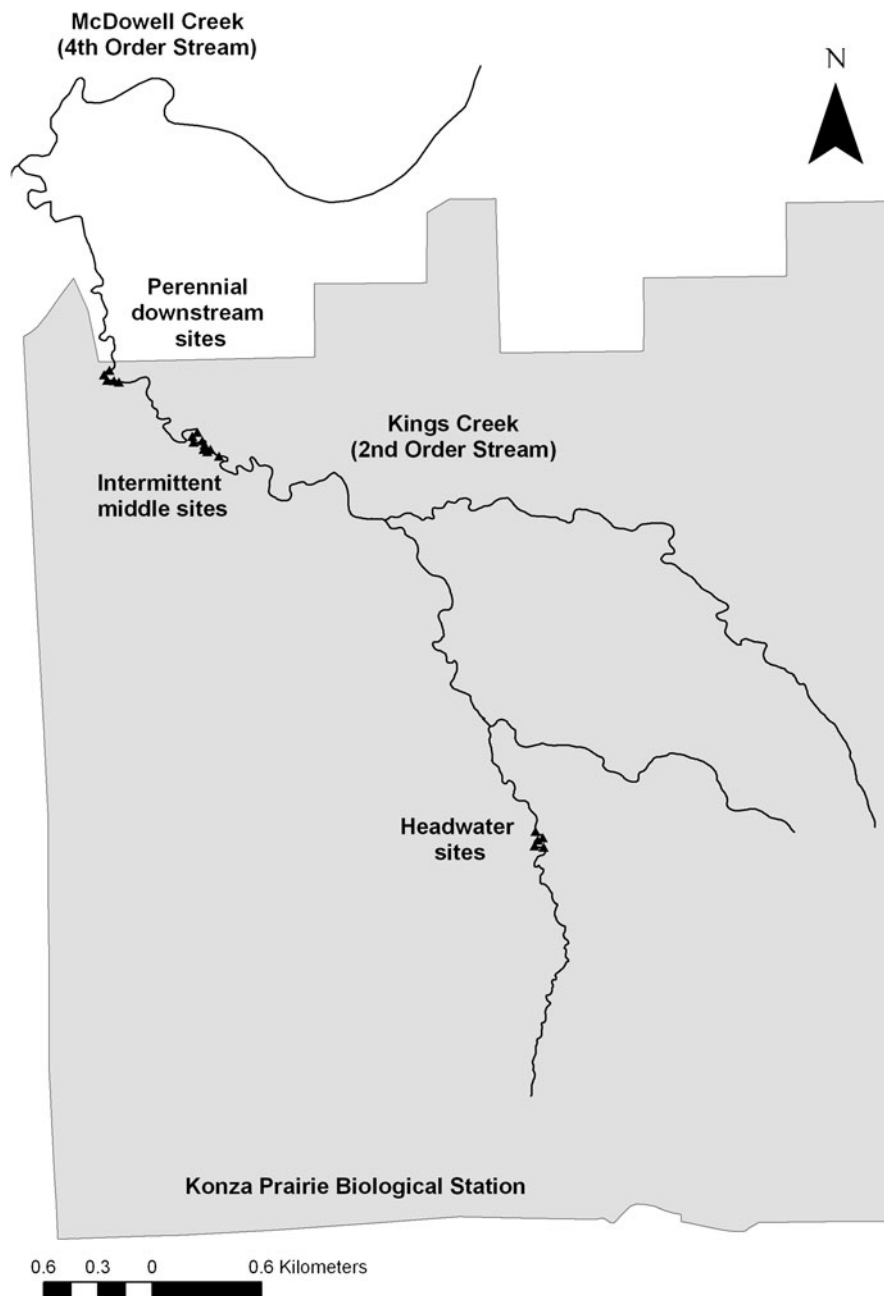 McDowell Creek
(4th Order Stream)
N
Perennial
downstream
sites
Kings Creek
(2nd Order Stream)
Intermittent
middle sites
Headwater
sites
Konza Prairie Biological Station
0.6 0.3 0 0.6 Kilometers